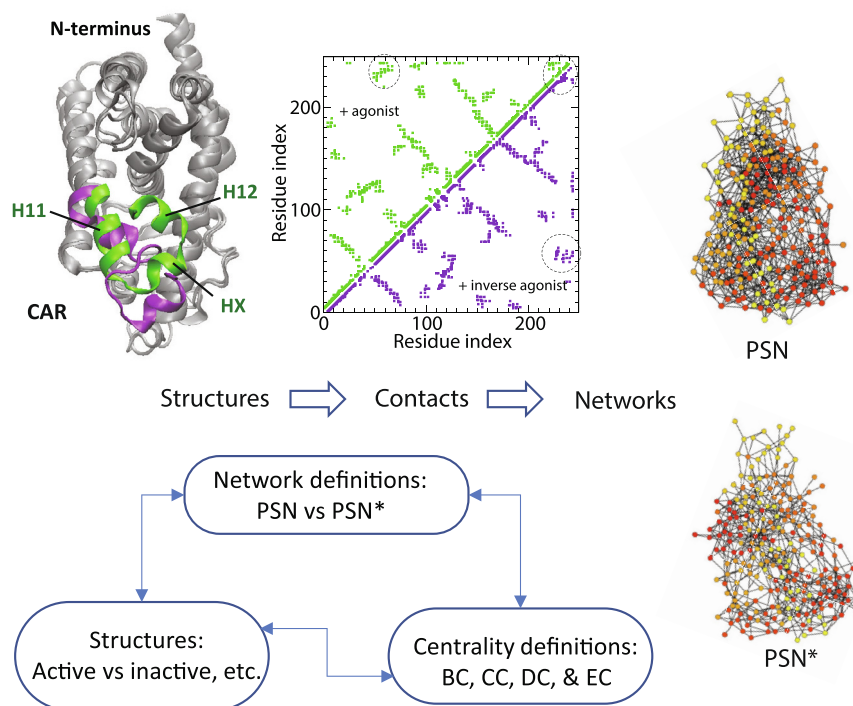 N-terminus
H11
H12
HX
CAR
+ agonist
+ inverse agonist
Residue index
200
100
0
0
100
200
Residue index
PSN
Structures
Contacts
Networks
Network definitions:
PSN vs PSN*
Structures:
Active vs inactive, etc.
Centrality definitions:
BC, CC, DC, & EC
PSN*